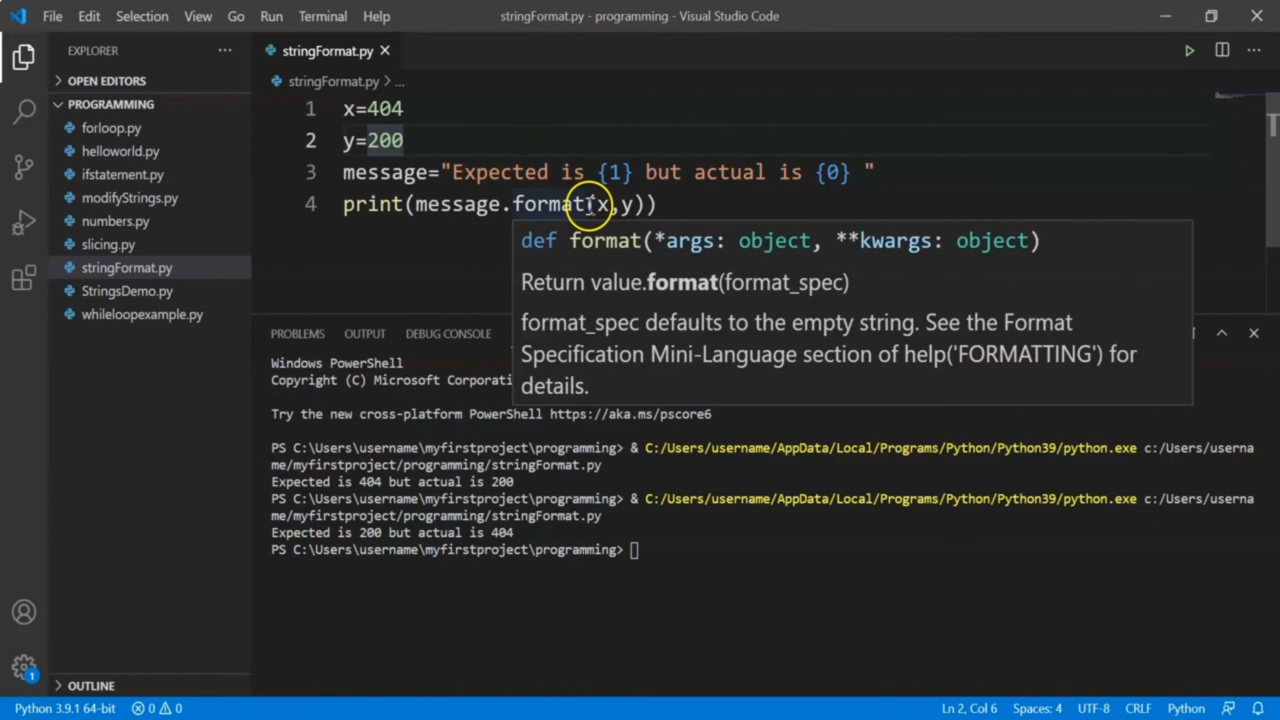 File Edit Selection View Go Run Terminal Help stringFormat.py - programming - Visual Studio Code
EXPLORER ···
OPEN EDITORS
PROGRAMMING
forloop.py
helloworld.py
ifstatement.py
modifyStrings.py
numbers.py
slicing.py
stringFormat.py
StringsDemo.py
whileloopexample.py
OUTLINE
stringFormat.py
stringFormat.py > ...
1 x=404
2 y=200
3 message="Expected is {1} but actual is {0} "
4 print(message.format(x,y))
def format(*args: object, **kwargs: object)
Return value.format(format_spec)
format_spec defaults to the empty string. See the Format
Specification Mini-Language section of help('FORMATTING') for
details.
PROBLEMS OUTPUT DEBUG CONSOLE
Windows PowerShell
Copyright (C) Microsoft Corporati
Try the new cross-platform PowerShell https://aka.ms/pscore6
PS C:\Users\username\myfirstproject\programming> & C:/Users/username/AppData/Local/Programs/Python/Python39/python.exe c:/Users/userna
me/myfirstproject/programming/stringFormat.py
Expected is 404 but actual is 200
PS C:\Users\username\myfirstproject\programming> & C:/Users/username/AppData/Local/Programs/Python/Python39/python.exe c:/Users/userna
me/myfirstproject/programming/stringFormat.py
Expected is 200 but actual is 404
PS C:\Users\username\myfirstproject\programming>
1
Python 3.9.1 64-bit 0 0 Ln 2, Col 6 Spaces: 4 UTF-8 CRLF Python